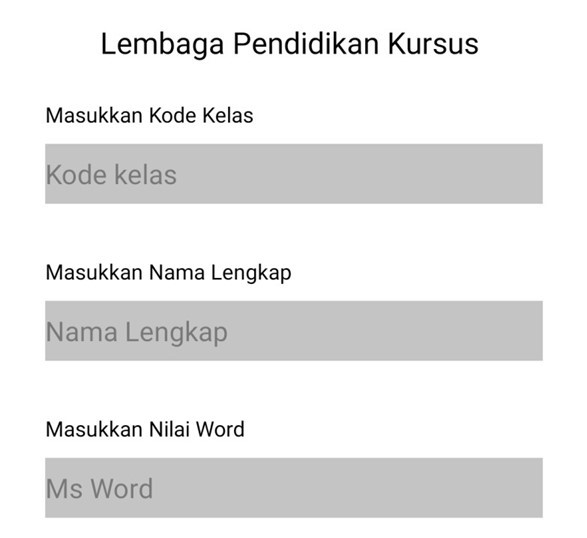 Lembaga Pendidikan Kursus
Masukkan Kode Kelas
Kode kelas
Masukkan Nama Lengkap
Nama Lengkap
Masukkan Nilai Word
Ms Word